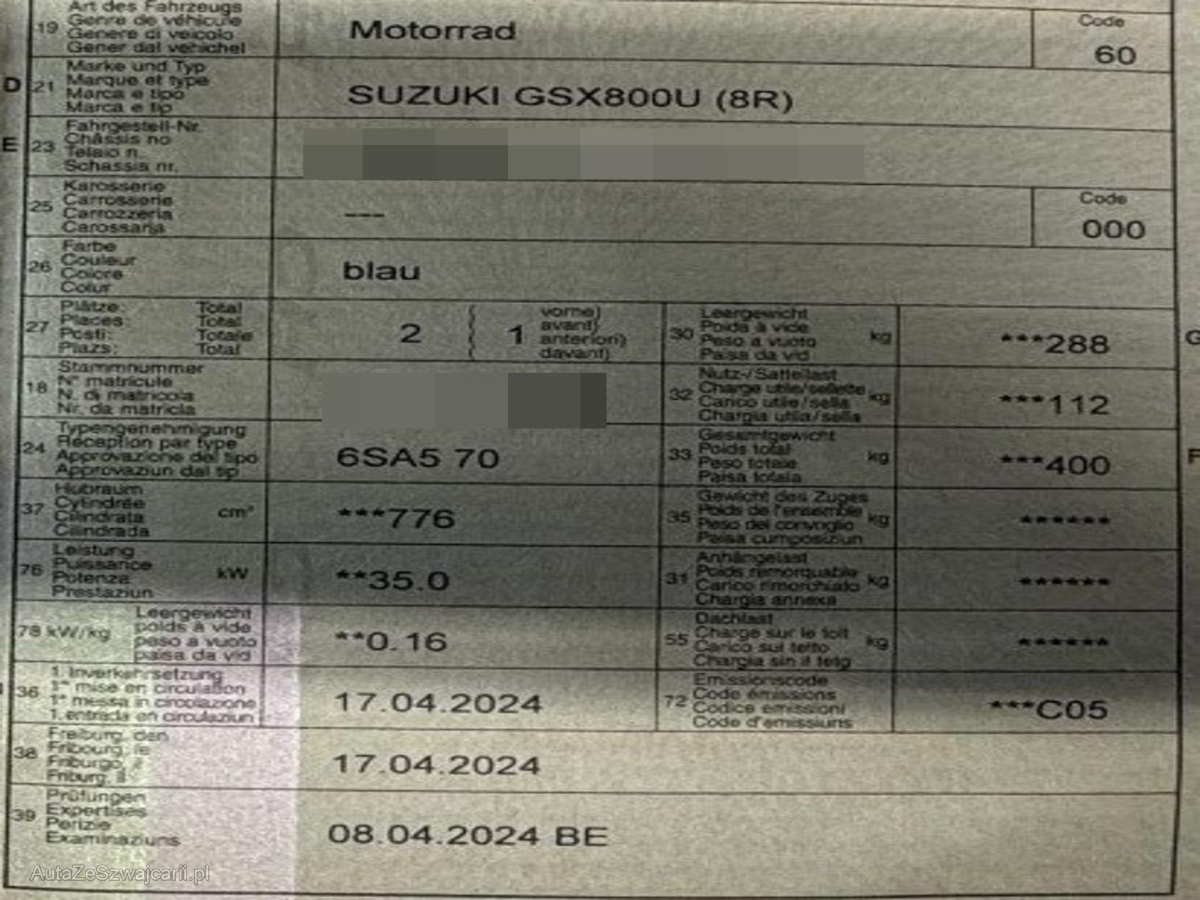 Art des Fahrzeugs
19 Genre de véhicule
Genere di veicolo
Gener dal vehichel
Motorrad
Code
60
D 21 Marke und Typ
Marque et type
Marca e tipo
Marca e tip
SUZUKI GSX800U (8R)
E 23 Fahrgestell-Nr.
Châssis no
Telaio n.
Schassis nr.
25 Karosserie
Carrosserie
Carrozzeria
Carossaria
---
Code
000
26 Farbe
Couleur
Colore
Colur
blau
27 Plätze: Total
Places: Total
Posti: Totale
Plazs: Total
2 ( 1 vorne)
avant)
anteriori)
davant)
30 Leergewicht
Poids à vide
Peso a vuoto
Paisa da vid
kg
***288
G
18 Stammnummer
N° matricule
N. di matricola
Nr. da matricla
32 Nutz-/Sattellast
Charge utile/sellette
Carico utile/sella
Chargia utila/sella
kg
***112
24 Typengenehmigung
Réception par type
Approvazione del tipo
Approvaziun dal tip
6SA5 70
33 Gesamtgewicht
Poids total
Peso totale
Paisa totala
kg
***400
F
37 Hubraum
Cylindrée
Cilindrata
Cilindrada
cm³
***776
35 Gewicht des Zuges
Poids de l'ensemble
Peso del convoglio
Paisa cumposiziun
kg
******
76 Leistung
Puissance
Potenza
Prestaziun
kW
**35.0
31 Anhängelast
Poids remorquable
Carico rimorchiato
Chargia annexa
kg
******
78 kW/kg Leergewicht
poids à vide
peso a vuoto
paisa da vid
**0.16
55 Dachlast
Charge sur le toit
Carico sul tetto
Chargia sin il tetg
kg
******
36 1. Inverkehrsetzung
1re mise en circulation
1a messa in circolazione
1. entrada en circulaziun
17.04.2024
72 Emissionscode
Code émissions
Codice emissioni
Code d'emissiuns
***C05
38 Freiburg, den
Fribourg, le
Friburgo, il
Friburg, il
17.04.2024
39 Prüfungen
Expertises
Perizie
Examinaziuns
08.04.2024 BE
AutaZeSzwajcarii.pl